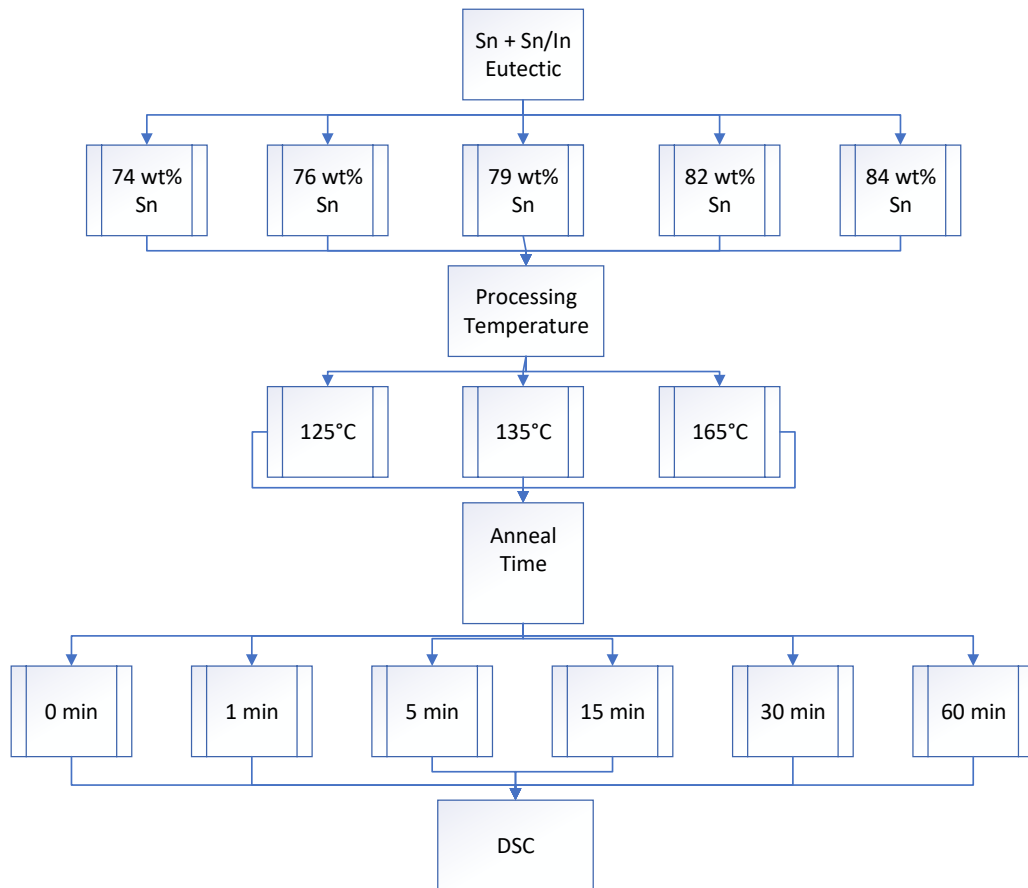 Sn + Sn/In
Eutectic
74 wt%
Sn
76 wt%
Sn
79 wt%
Sn
82 wt%
Sn
84 wt%
Sn
Processing
Temperature
125°C
135°C
165°C
Anneal
Time
0 min
1 min
5 min
15 min
30 min
60 min
DSC